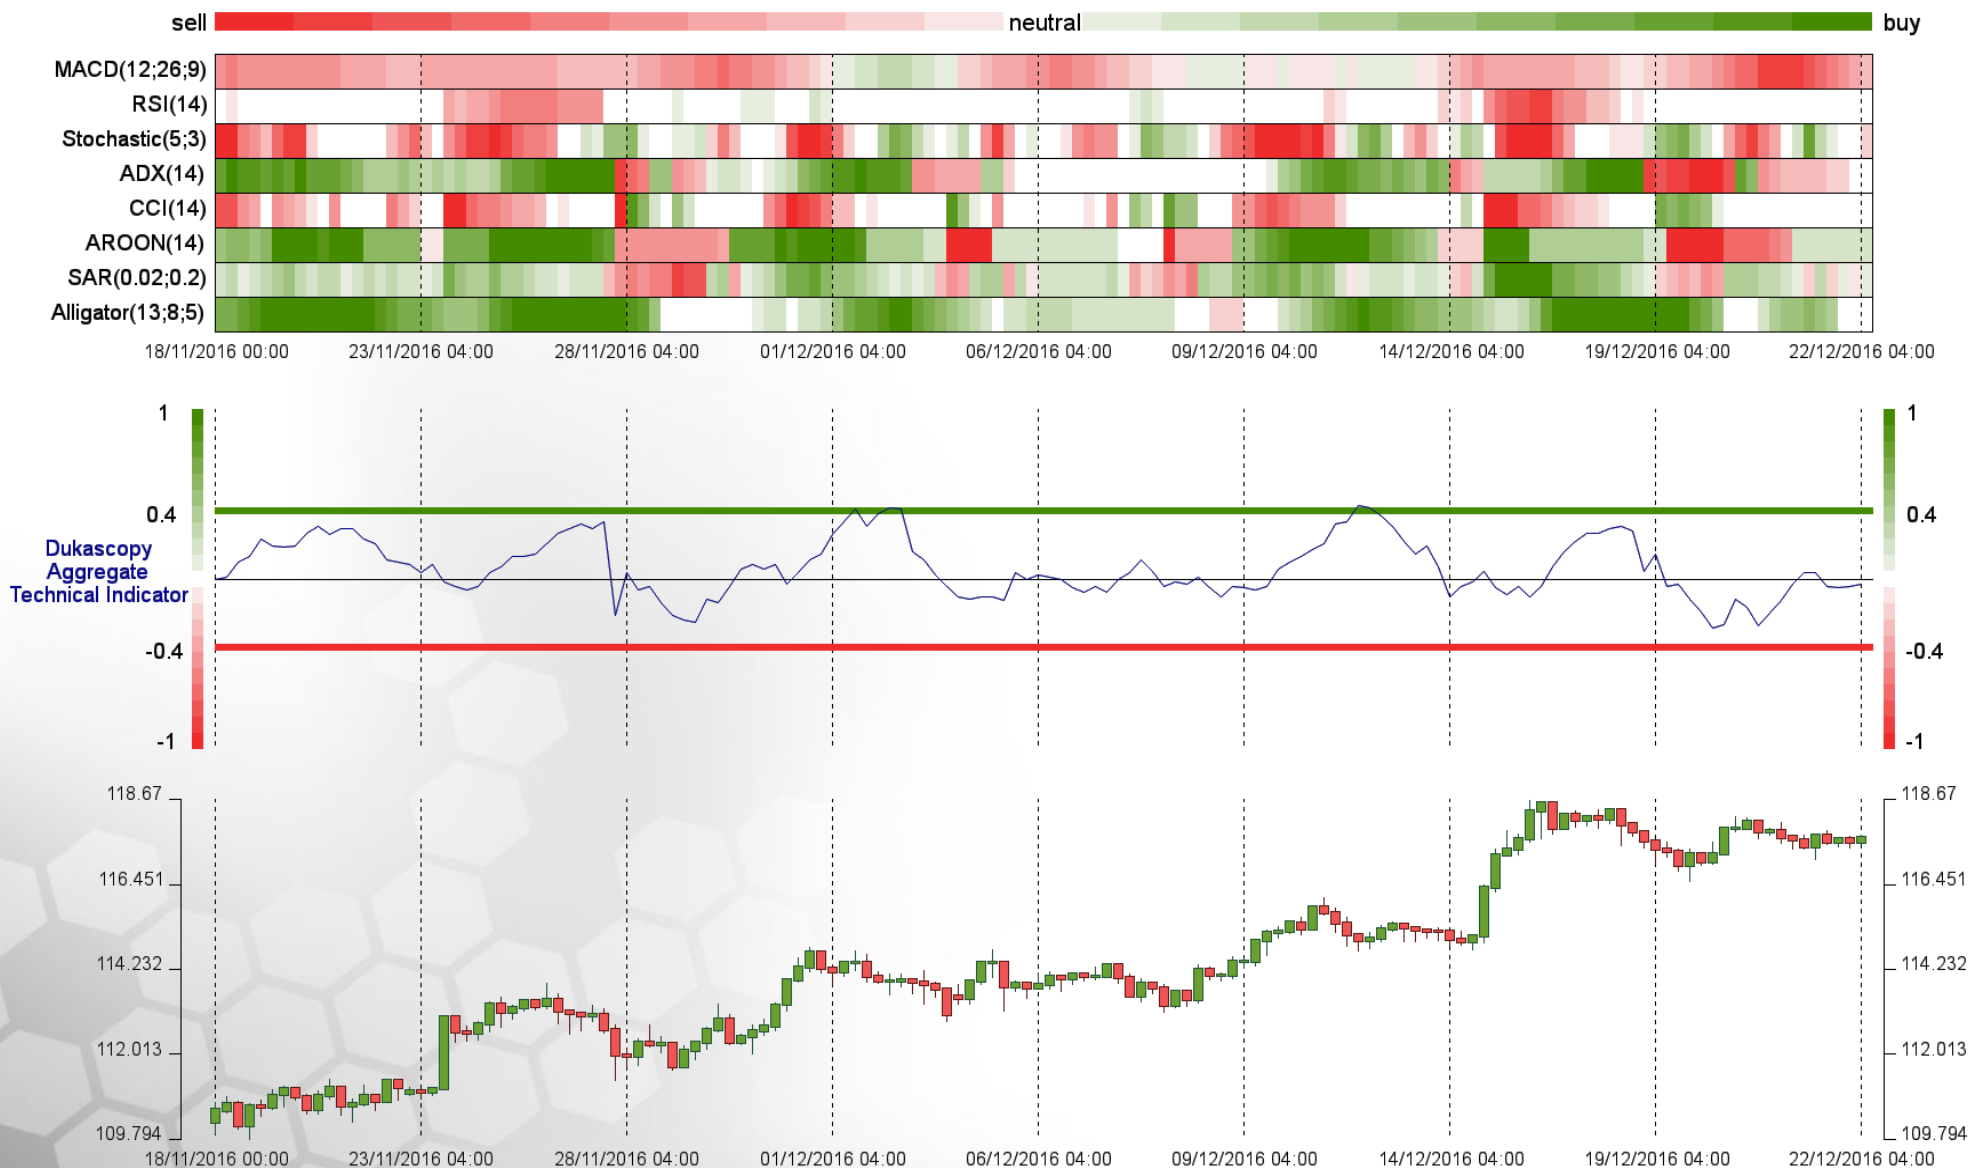 sell neutral buy
MACD(12;26;9)
RSI(14)
Stochastic(5;3)
ADX(14)
CCI(14)
AROON(14)
SAR(0.02;0.2)
Alligator(13;8;5)
18/11/2016 00:00 23/11/2016 04:00 28/11/2016 04:00 01/12/2016 04:00 06/12/2016 04:00 09/12/2016 04:00 14/12/2016 04:00 19/12/2016 04:00 22/12/2016 04:00
1 1
0.4 0.4
Dukascopy
Aggregate
Technical Indicator
-0.4 -0.4
-1 -1
118.67 118.67
116.451 116.451
114.232 114.232
112.013 112.013
109.794 109.794
18/11/2016 00:00 23/11/2016 04:00 28/11/2016 04:00 01/12/2016 04:00 06/12/2016 04:00 09/12/2016 04:00 14/12/2016 04:00 19/12/2016 04:00 22/12/2016 04:00